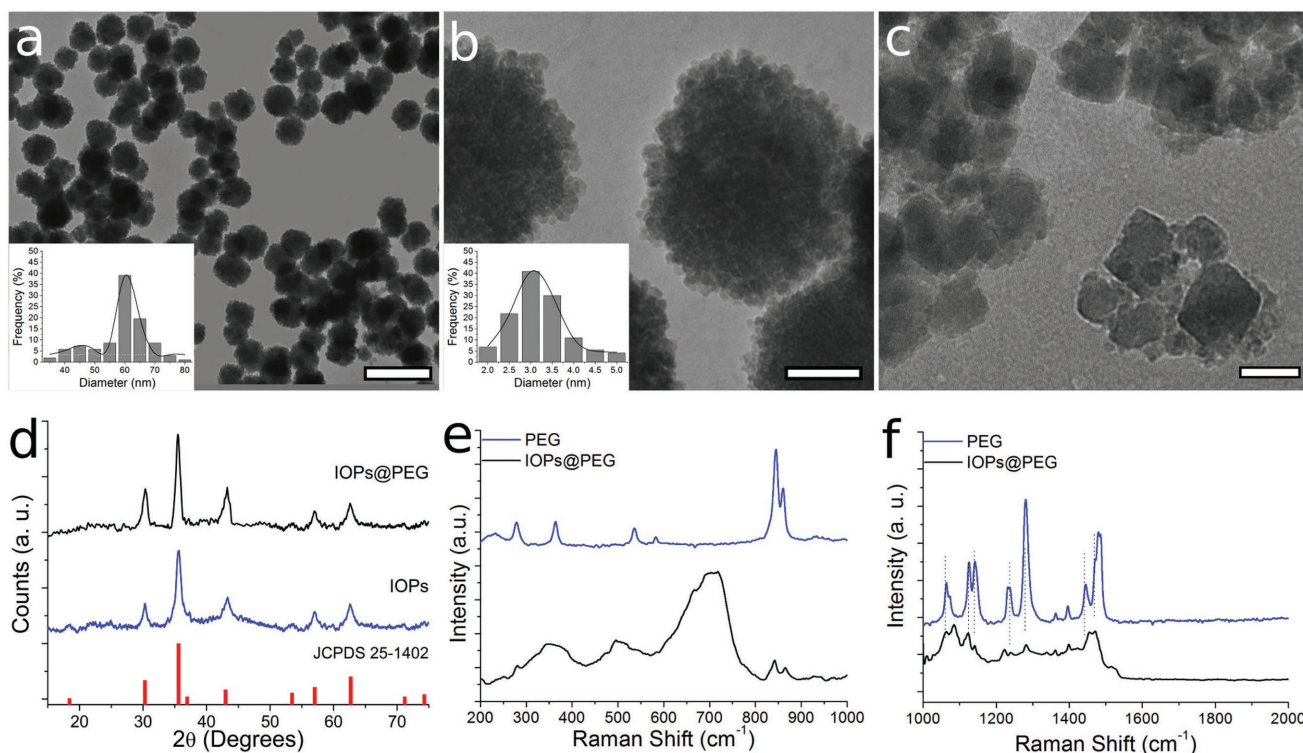 a
50
45
40
35
30
25
20
15
10
5
0
Frequency (%)
40 50 60 70 80
Diameter (nm)
b
50
45
40
35
30
25
20
15
10
5
0
Frequency (%)
2.0 2.5 3.0 3.5 4.0 4.5 5.0
Diameter (nm)
c
d
Counts (a. u.)
IOPs@PEG
IOPs
JCPDS 25-1402
20 30 40 50 60 70
2θ (Degrees)
e
PEG
IOPs@PEG
Intensity (a.u.)
200 300 400 500 600 700 800 900 1000
Raman Shift (cm⁻¹)
f
PEG
IOPs@PEG
Intensity (a.u.)
1000 1200 1400 1600 1800 2000
Raman Shift (cm⁻¹)